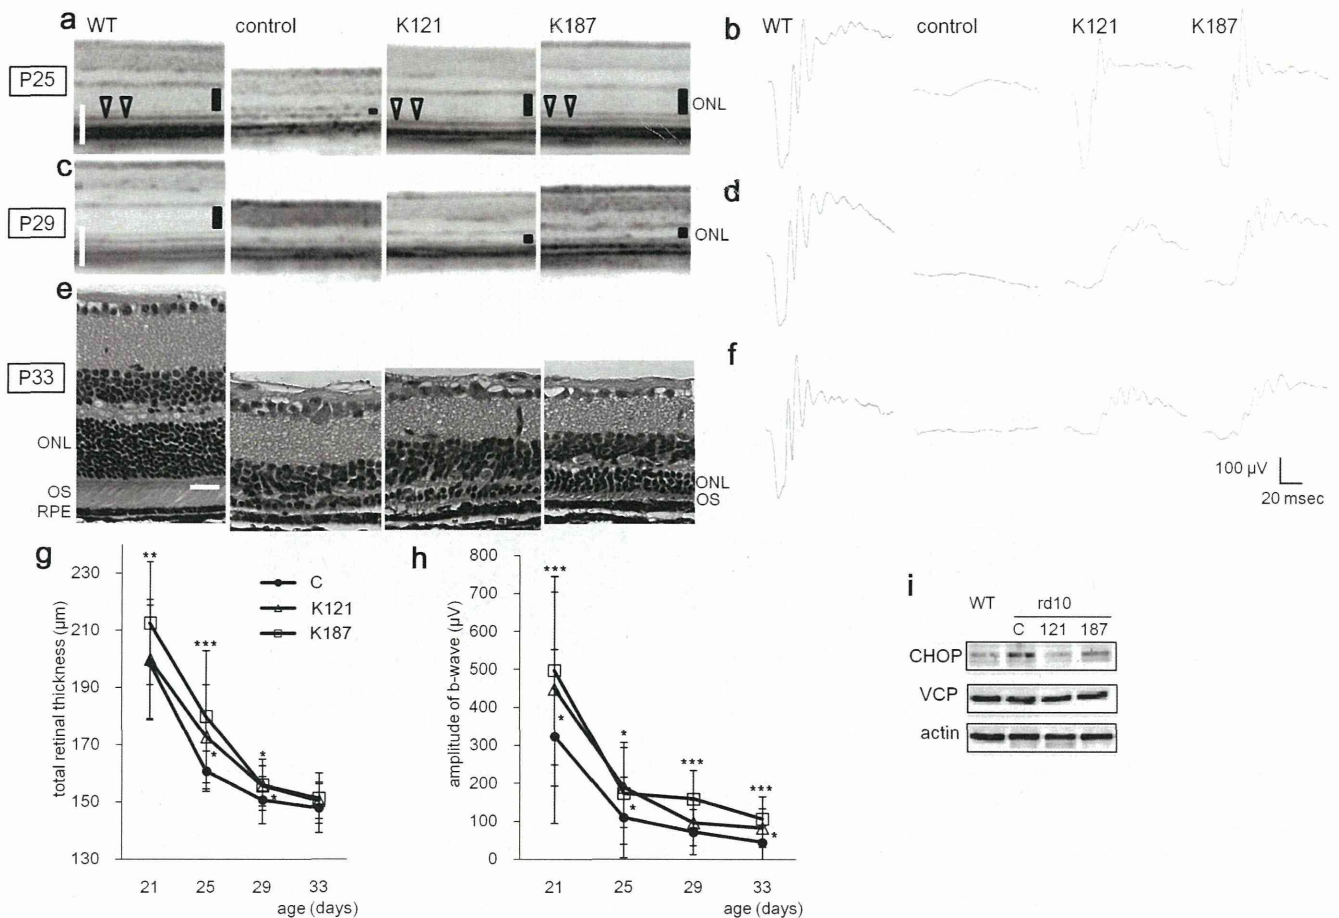 a
WT control K121 K187
b
WT control K121 K187
P25
ONL
c
d
P29
ONL
e
f
P33
ONL
OS
RPE
ONL
OS
100 µV
20 msec
g
**
***
*
*
*
C
K121
K187
total retinal thickness (µm)
230
210
190
170
150
130
21 25 29 33
age (days)
h
***
*
*
*
***
***
*
amplitude of b-wave (µV)
800
700
600
500
400
300
200
100
0
21 25 29 33
age (days)
i
WT rd10
C 121 187
CHOP
VCP
actin